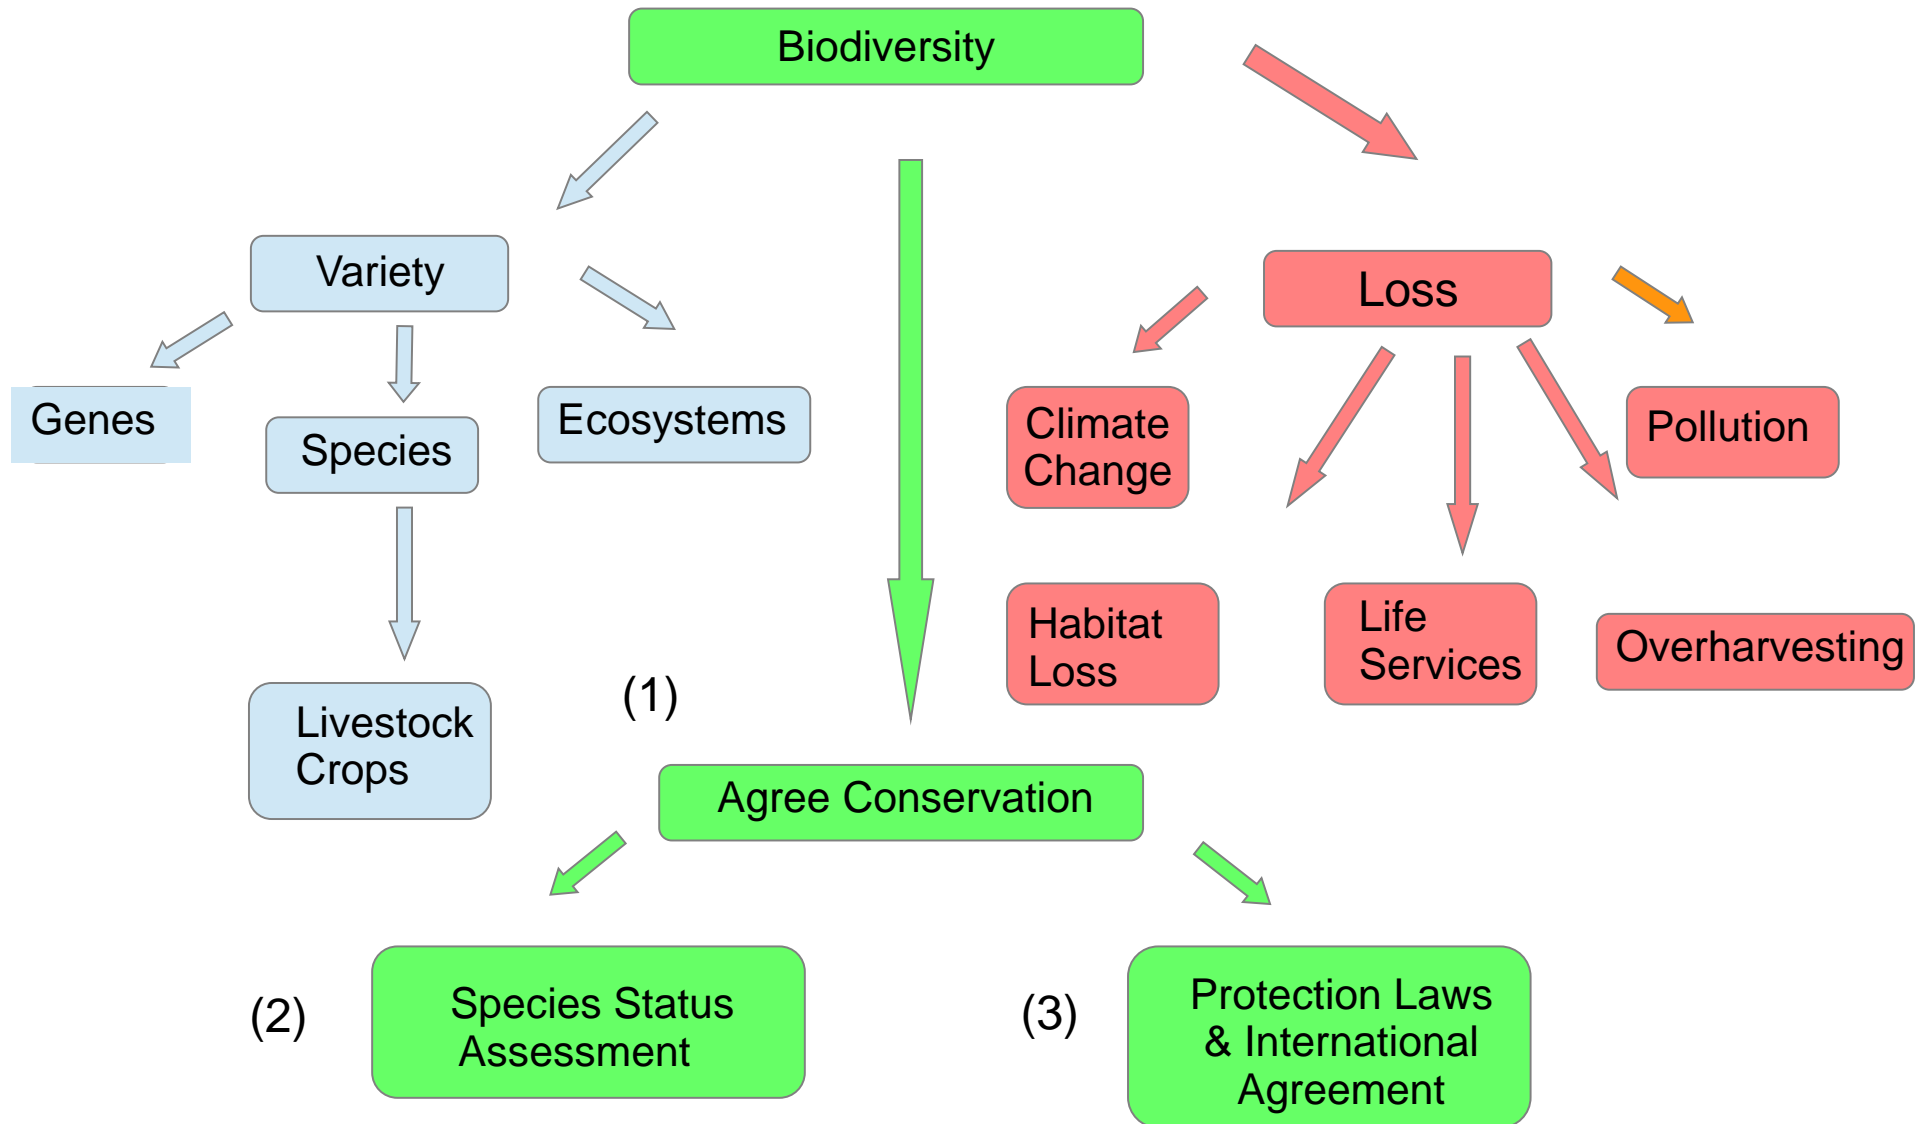 Biodiversity
Variety
Loss
Genes
Species
Ecosystems
Climate
Change
Pollution
Habitat
Loss
Life
Services
Overharvesting
Livestock
Crops
(1)
Agree Conservation
(2)
Species Status
Assessment
(3)
Protection Laws
& International
Agreement